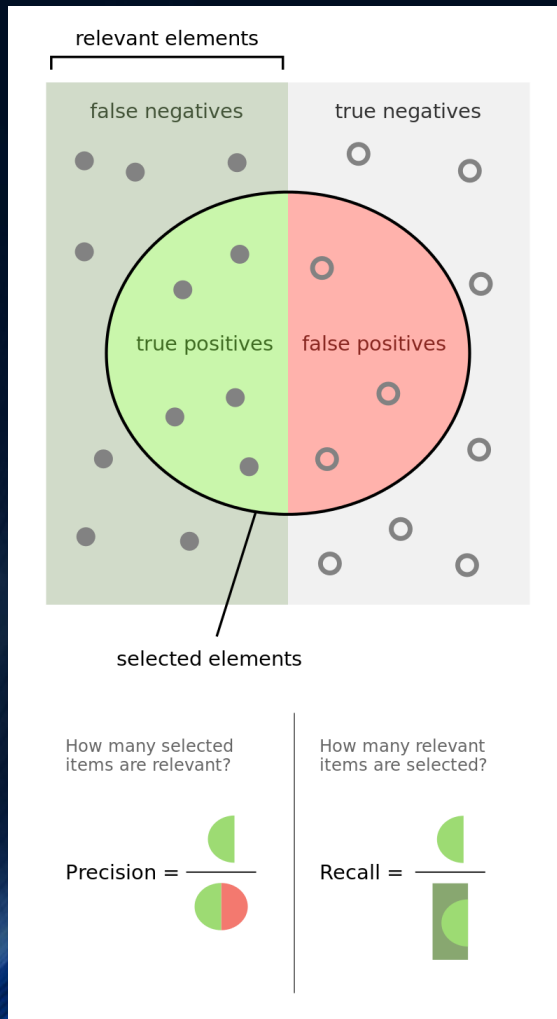 relevant elements
false negatives
true negatives
true positives
false positives
selected elements
How many selected
items are relevant?
How many relevant
items are selected?
Precision =
Recall =